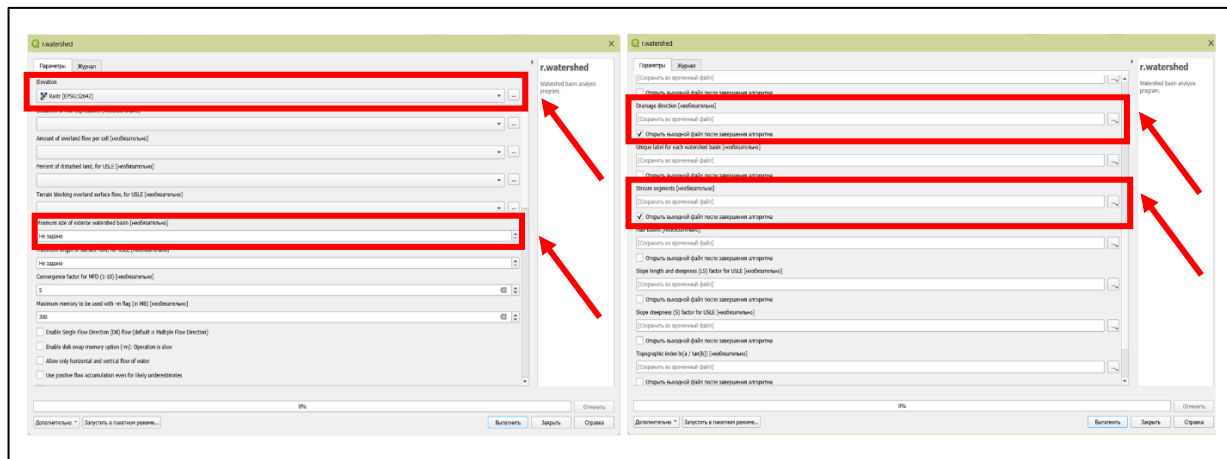 r.watershed
Параметры Журнал
Elevation
Rastr [EPSG:32642]
Amount of overland flow per cell [необязательно]
Percent of disturbed land, for USLE [необязательно]
Terrain blocking overland surface flow, for USLE [необязательно]
Minimum size of exterior watershed basin [необязательно]
Не задано
Не задано
Convergence factor for MFD (1-10) [необязательно]
5
Maximum memory to be used with -m flag (in MB) [необязательно]
300
Enable Single Flow Direction (D8) flow (default is Multiple Flow Direction)
Enable disk swap memory option (-m): Operation is slow
Allow only horizontal and vertical flow of water
Use positive flow accumulation even for likely underestimates
r.watershed
Watershed basin analysis
program.
0%
Отменить
Дополнительно
Запустить в пакетном режиме...
Выполнить
Закрыть
Справка
r.watershed
Параметры Журнал
[Сохранить во временный файл]
Открыть выходной файл после завершения алгоритма
Drainage direction [необязательно]
[Сохранить во временный файл]
Открыть выходной файл после завершения алгоритма
Unique label for each watershed basin [необязательно]
[Сохранить во временный файл]
Открыть выходной файл после завершения алгоритма
Stream segments [необязательно]
[Сохранить во временный файл]
Открыть выходной файл после завершения алгоритма
[Сохранить во временный файл]
Открыть выходной файл после завершения алгоритма
Slope length and steepness (LS) factor for USLE [необязательно]
[Сохранить во временный файл]
Открыть выходной файл после завершения алгоритма
Slope steepness (S) factor for USLE [необязательно]
[Сохранить во временный файл]
Открыть выходной файл после завершения алгоритма
Topographic index ln(a / tan(b)) [необязательно]
[Сохранить во временный файл]
Открыть выходной файл после завершения алгоритма
r.watershed
Watershed basin analysis
program.
0%
Отменить
Дополнительно
Запустить в пакетном режиме...
Выполнить
Закрыть
Справка